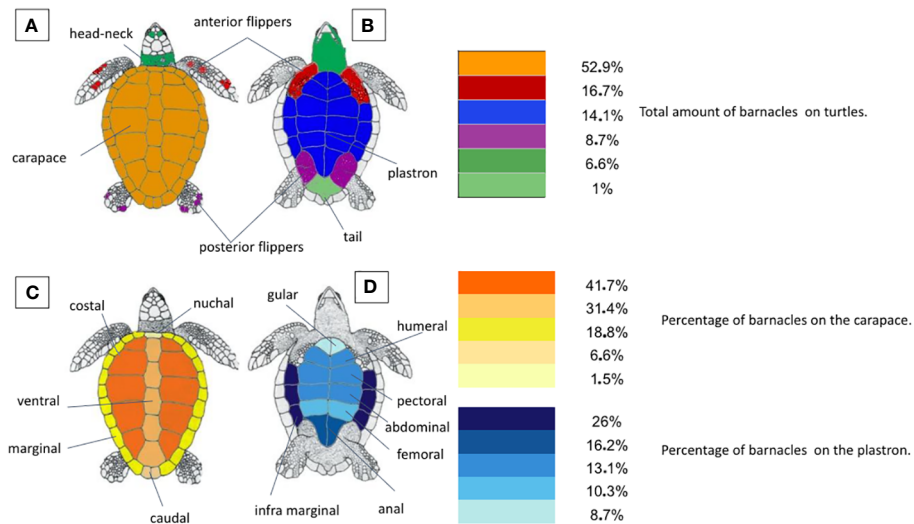 A
B
anterior flippers
head-neck
carapace
plastron
posterior flippers
tail
52.9%
16.7%
14.1%
8.7%
6.6%
1%
Total amount of barnacles on turtles.
C
D
costal
nuchal
gular
humeral
ventral
pectoral
abdominal
marginal
femoral
caudal
infra marginal
anal
41.7%
31.4%
18.8%
6.6%
1.5%
Percentage of barnacles on the carapace.
26%
16.2%
13.1%
10.3%
8.7%
Percentage of barnacles on the plastron.